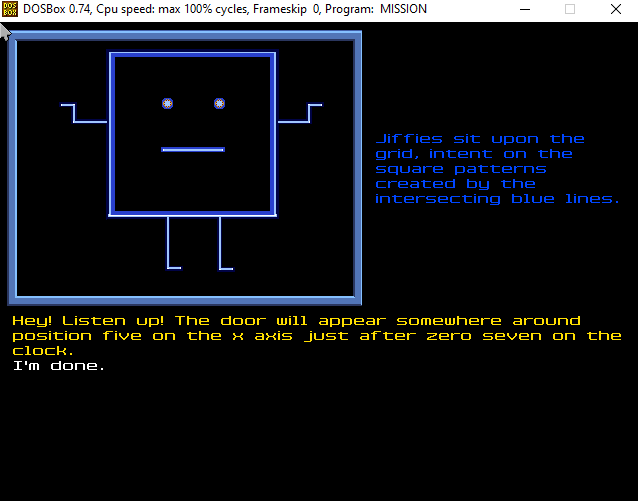 DOSBox 0.74, Cpu speed: max 100% cycles, Frameskip 0, Program: MISSION
DOS
BOX
Jiffies sit upon the
grid, intent on the
square patterns
created by the
intersecting blue lines.
Hey! Listen up! The door will appear somewhere around
position five on the x axis just after zero seven on the
clock.
I'm done.